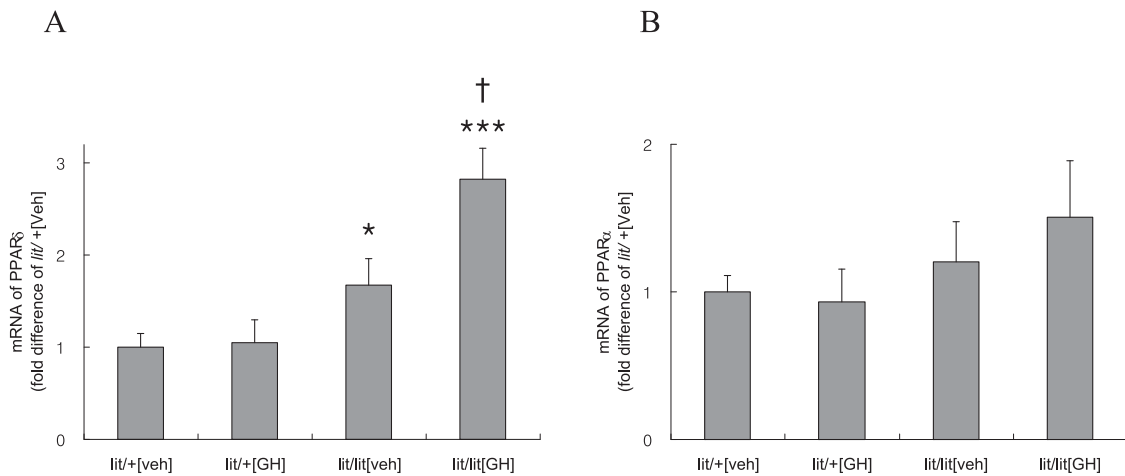 A
mRNA of PPARδ
(fold difference of lit/ +[Veh]
3
2
1
0
*
†
***
lit/+[veh] lit/+[GH] lit/lit[veh] lit/lit[GH]
B
mRNA of PPARα
(fold difference of lit/ +[Veh]
2
1
0
lit/+[veh] lit/+[GH] lit/lit[veh] lit/lit[GH]